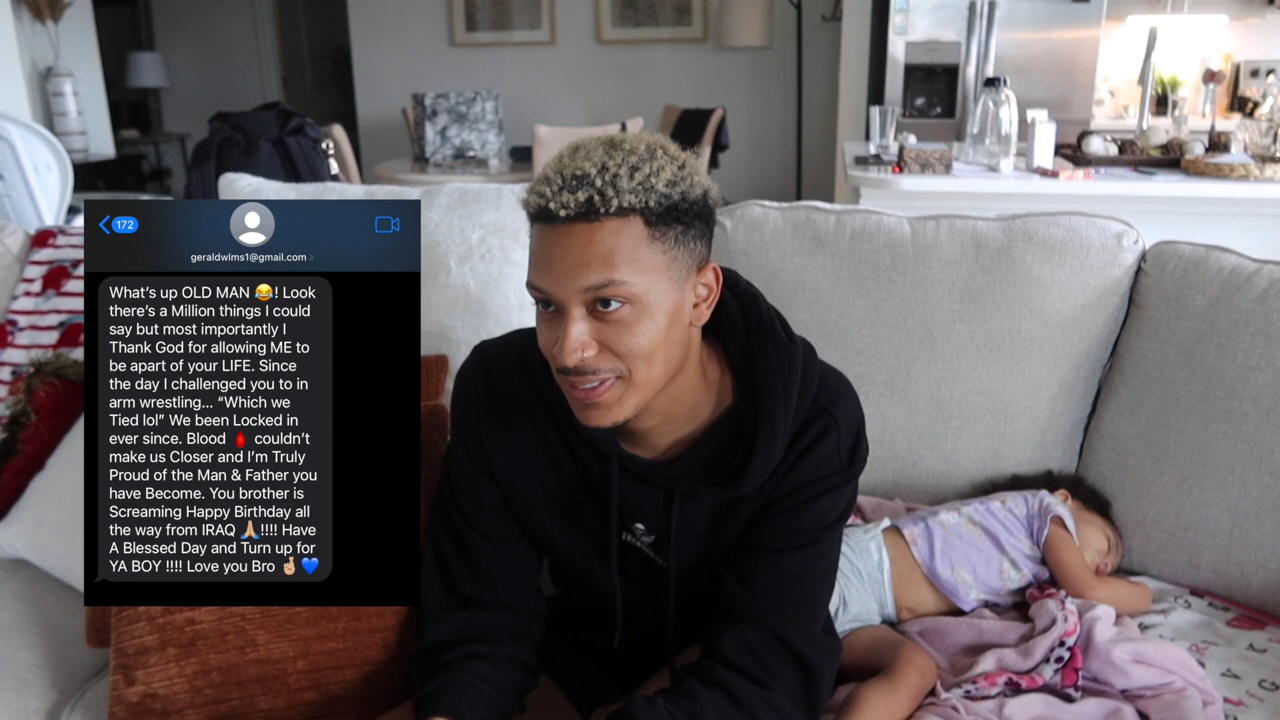 172
geraldwlms1@gmail.com
What's up OLD MAN 😂! Look
there's a Million things I could
say but most importantly I
Thank God for allowing ME to
be apart of your LIFE. Since
the day I challenged you to in
arm wrestling... “Which we
Tied lol” We been Locked in
ever since. Blood 🩸 couldn't
make us Closer and I'm Truly
Proud of the Man & Father you
have Become. You brother is
Screaming Happy Birthday all
the way from IRAQ 🙏🏼!!!! Have
A Blessed Day and Turn up for
YA BOY !!!! Love you Bro 🤞🏼💙